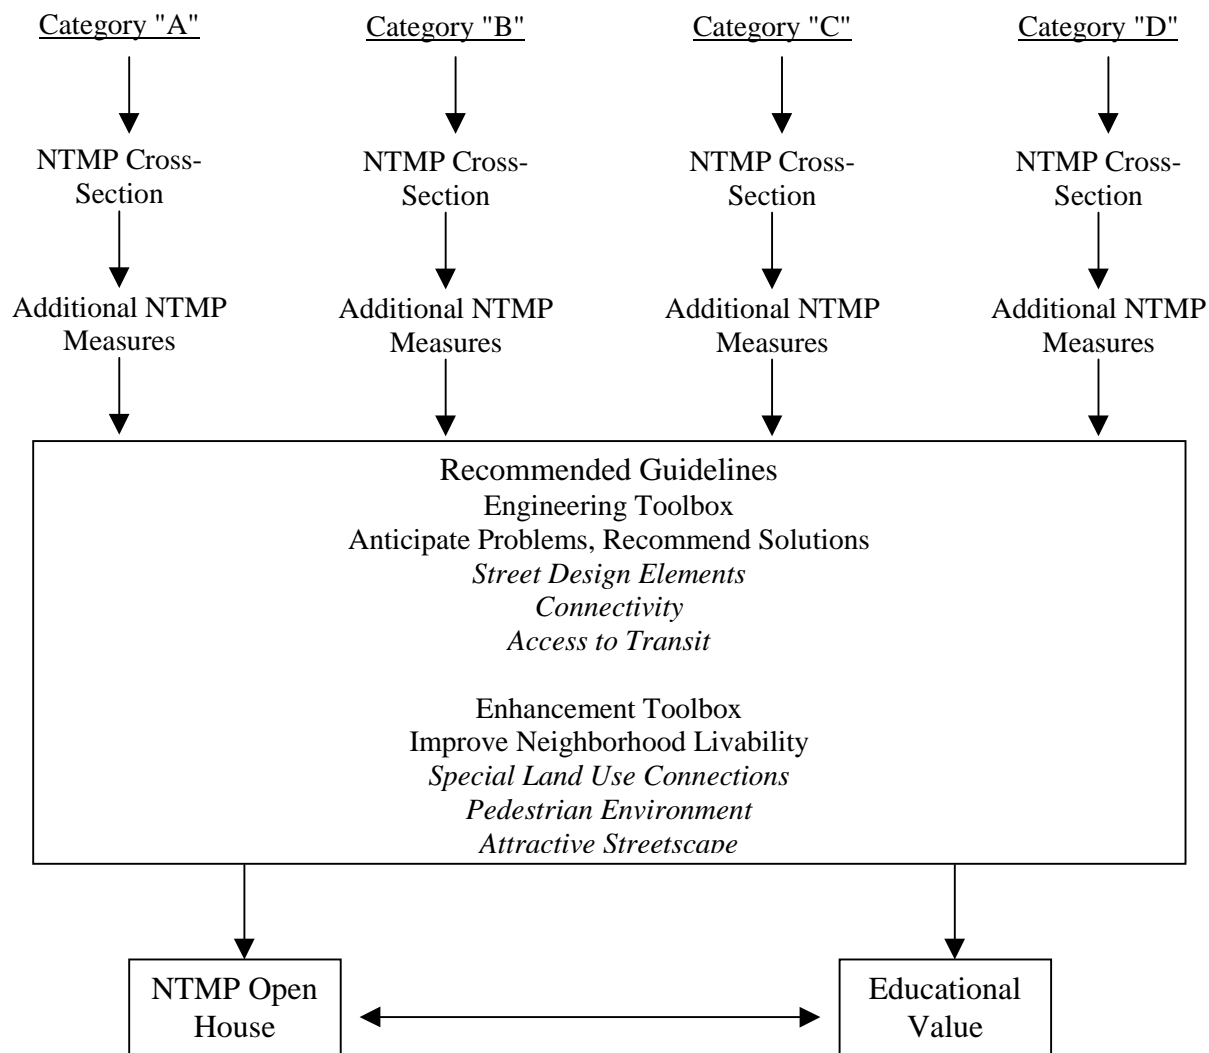 Category "A"
Category "B"
Category "C"
Category "D"
NTMP Cross-
Section
NTMP Cross-
Section
NTMP Cross-
Section
NTMP Cross-
Section
Additional NTMP
Measures
Additional NTMP
Measures
Additional NTMP
Measures
Additional NTMP
Measures
Recommended Guidelines
Engineering Toolbox
Anticipate Problems, Recommend Solutions
Street Design Elements
Connectivity
Access to Transit
Enhancement Toolbox
Improve Neighborhood Livability
Special Land Use Connections
Pedestrian Environment
Attractive Streetscape
NTMP Open
House
Educational
Value